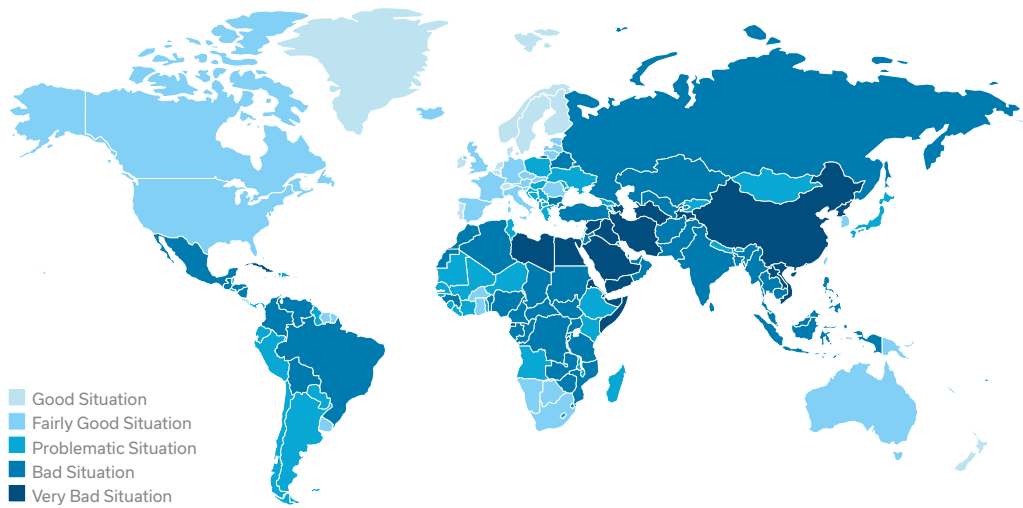 Good Situation
Fairly Good Situation
Problematic Situation
Bad Situation
Very Bad Situation